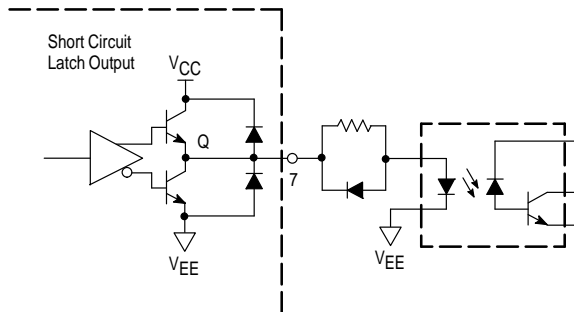 Short Circuit
Latch Output
VCC
Q
7
VEE
VEE